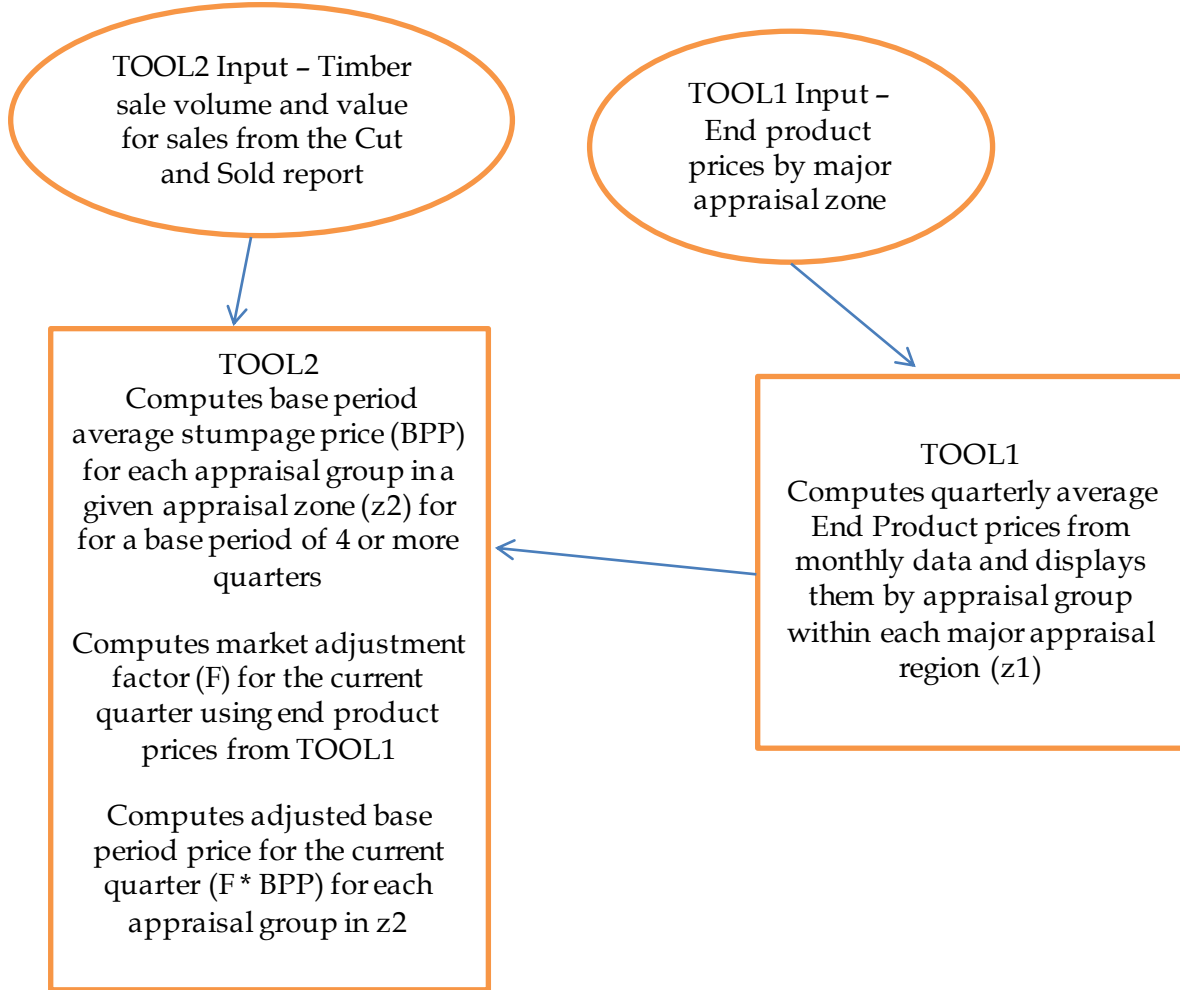 TOOL2 Input – Timber
sale volume and value
for sales from the Cut
and Sold report
TOOL1 Input –
End product
prices by major
appraisal zone
TOOL2
Computes base period
average stumpage price (BPP)
for each appraisal group in a
given appraisal zone (z2) for
for a base period of 4 or more
quarters
Computes market adjustment
factor (F) for the current
quarter using end product
prices from TOOL1
Computes adjusted base
period price for the current
quarter (F * BPP) for each
appraisal group in z2
TOOL1
Computes quarterly average
End Product prices from
monthly data and displays
them by appraisal group
within each major appraisal
region (z1)